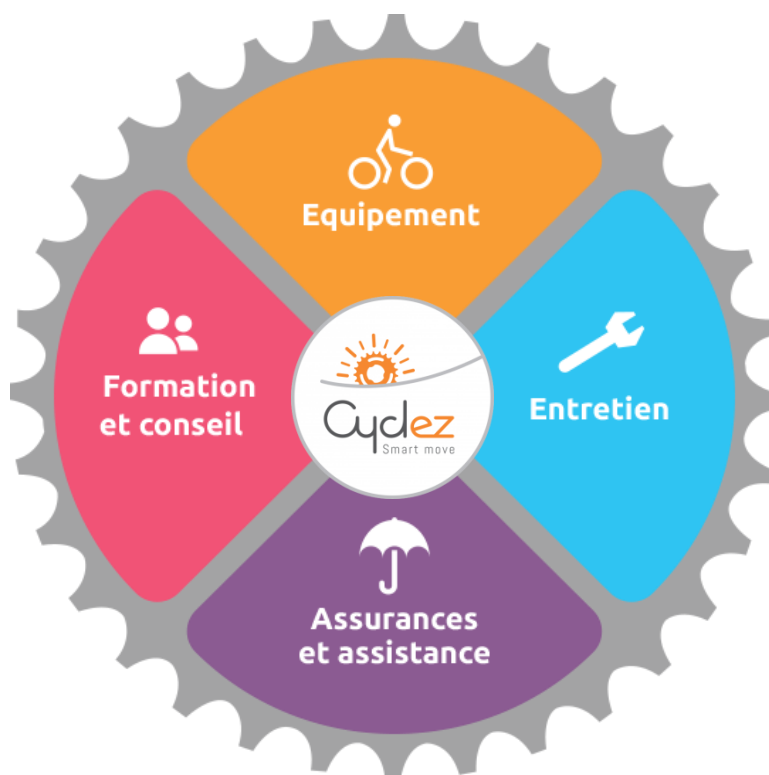 Equipement
Formation
et conseil
Cyclez
Smart move
Entretien
Assurances
et assistance